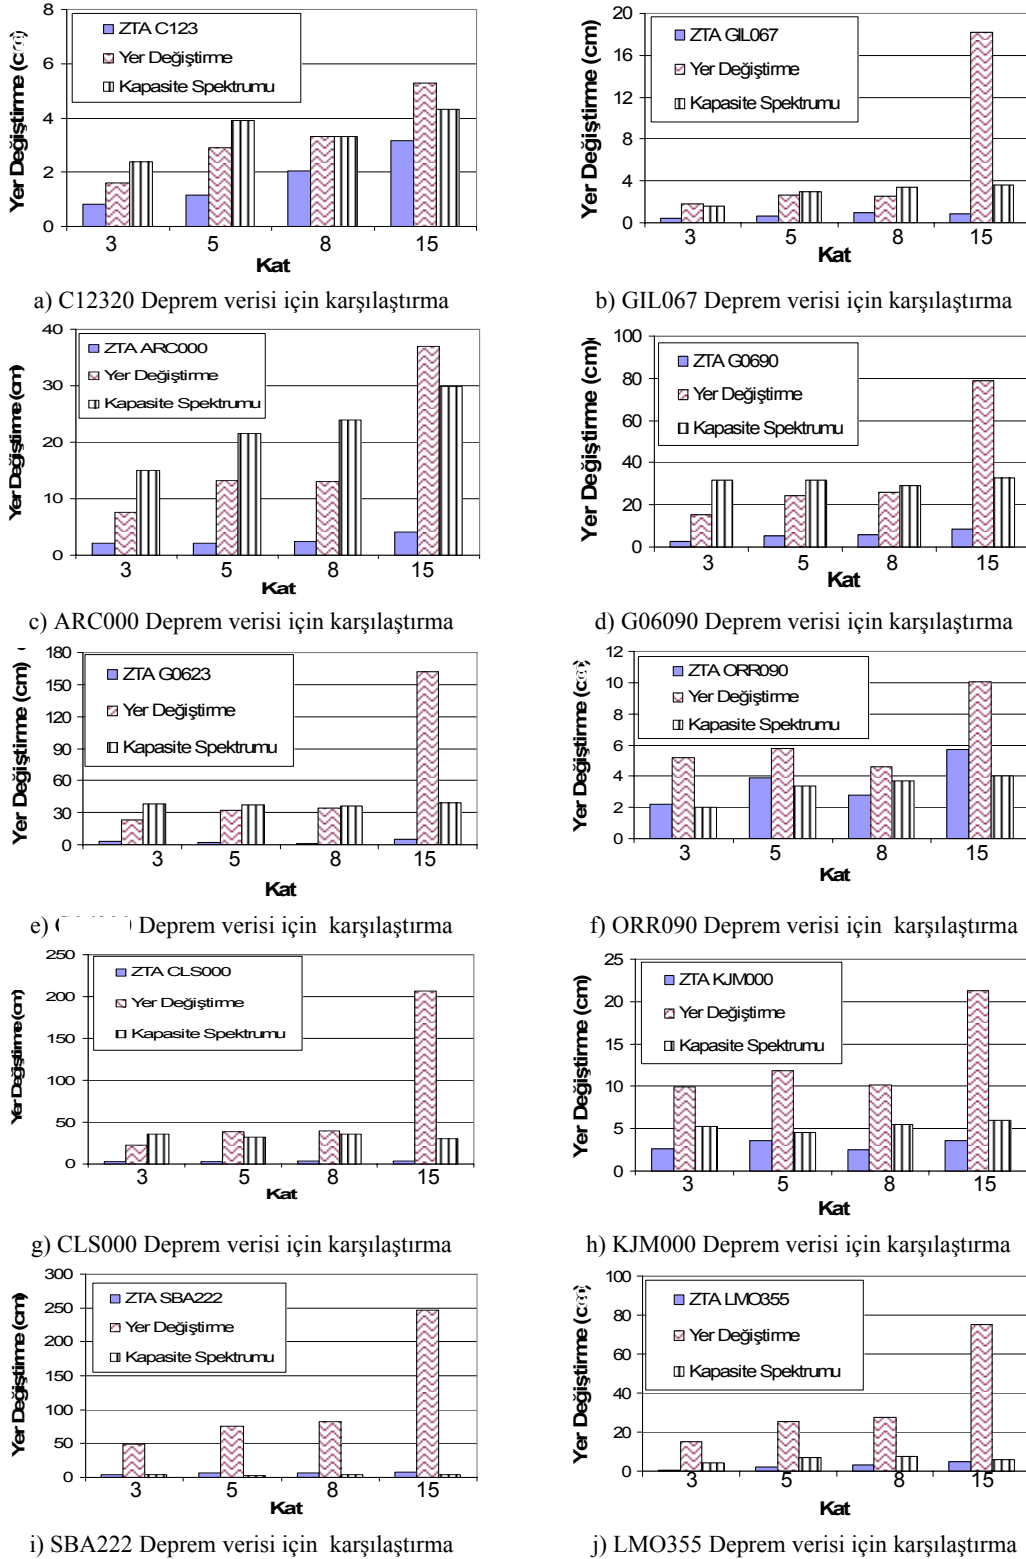 8
6
4
2
0
Yer Değiştirme
ZTA C123
Yer Değiştirme
Kapasite Spektrumu
3 5 8 15
Kat
a) C12320 Deprem verisi için karşılaştırma
20
16
12
8
4
0
Yer Değiştirme (cm)
ZTA GIL067
Yer Değiştirme
Kapasite Spektrumu
3 5 8 15
Kat
b) GIL067 Deprem verisi için karşılaştırma
40
30
20
10
0
Yer Değiştirme (cm)
ZTA ARC000
Yer Değiştirme
Kapasite Spektrumu
3 5 8 15
Kat
c) ARC000 Deprem verisi için karşılaştırma
100
80
60
40
20
0
Yer Değiştirme (cm)
ZTA G0690
Yer Değiştirme
Kapasite Spektrumu
3 5 8 15
Kat
d) G06090 Deprem verisi için karşılaştırma
180
150
120
90
60
30
0
Yer Değiştirme (cm)
ZTA G0623
Yer Değiştirme
Kapasite Spektrumu
3 5 8 15
Kat
e) Deprem verisi için karşılaştırma
12
10
8
6
4
2
0
Yer Değiştirme
ZTA ORR090
Yer Değiştirme
Kapasite Spektrumu
3 5 8 15
Kat
f) ORR090 Deprem verisi için karşılaştırma
250
200
150
100
50
0
Yer Değiştirme (cm)
ZTA CLS000
Yer Değiştirme
Kapasite Spektrumu
3 5 8 15
Kat
g) CLS000 Deprem verisi için karşılaştırma
25
20
15
10
5
0
Yer Değiştirme (cm)
ZTA KJM000
Yer Değiştirme
Kapasite Spektrumu
3 5 8 15
Kat
h) KJM000 Deprem verisi için karşılaştırma
300
250
200
150
100
50
0
Yer Değiştirme (cm)
ZTA SBA222
Yer Değiştirme
Kapasite Spektrumu
3 5 8 15
Kat
i) SBA222 Deprem verisi için karşılaştırma
100
80
60
40
20
0
Yer Değiştirme
ZTA LMO355
Yer Değiştirme
Kapasite Spektrumu
3 5 8 15
Kat
j) LMO355 Deprem verisi için karşılaştırma